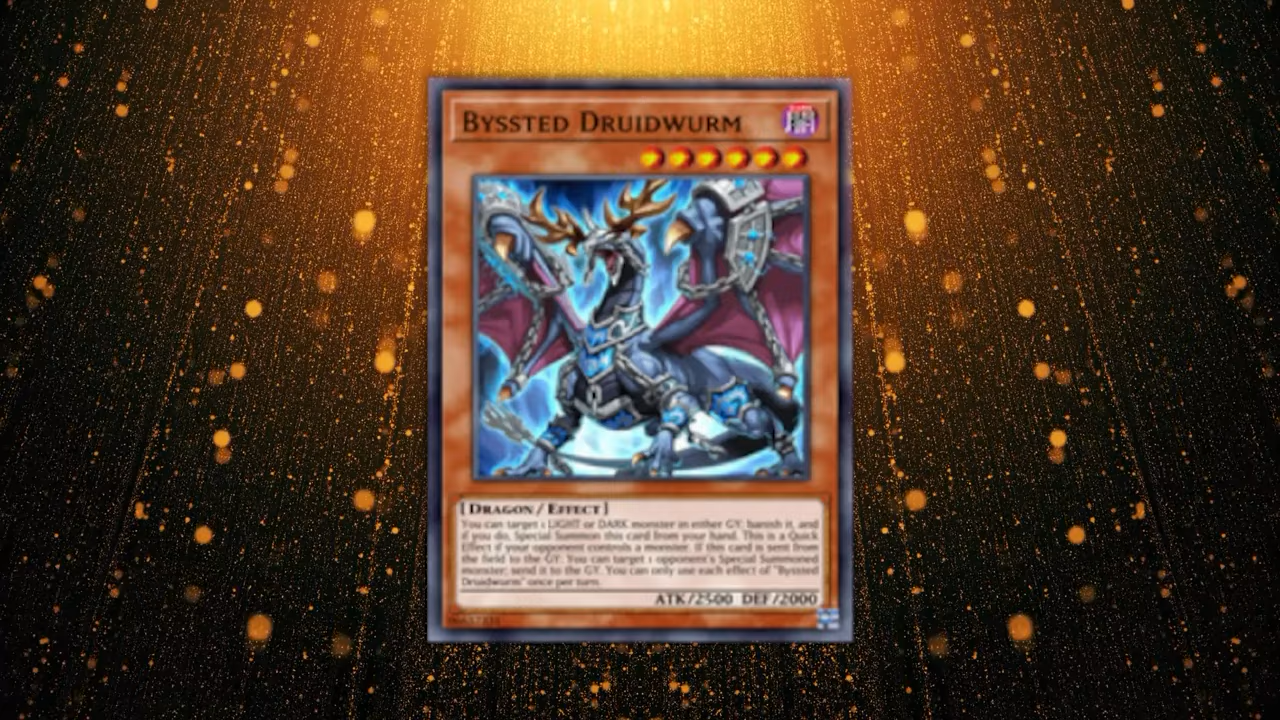 BYSSTED DRUIDWURM
[ DRAGON / EFFECT ]
You can target 1 LIGHT or DARK monster in either GY; banish it, and
if you do, Special Summon this card from your hand. This is a Quick
Effect if your opponent controls a monster. If this card is sent from
the field to the GY: You can target 1 opponent's Special Summoned
monster; send it to the GY. You can only use each effect of "Byssted
Druidwurm" once per turn.
ATK/2500 DEF/2000